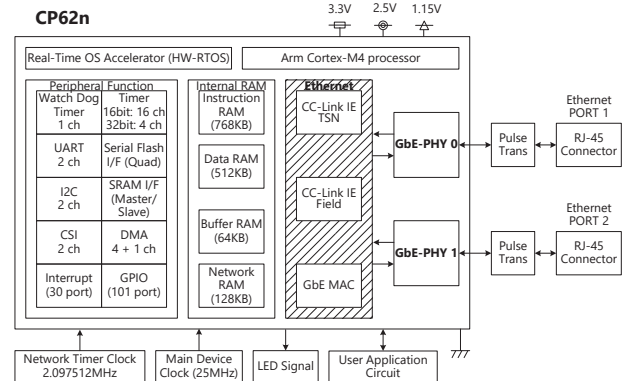 CP62n
3.3V
2.5V
1.15V
Real-Time OS Accelerator (HW-RTOS)
Arm Cortex-M4 processor
Peripheral Function
Watch Dog
Timer
1 ch
Timer
16bit: 16 ch
32bit: 4 ch
UART
2 ch
Serial Flash
I/F (Quad)
I2C
2 ch
SRAM I/F
(Master/
Slave)
CSI
2 ch
DMA
4 + 1 ch
Interrupt
(30 port)
GPIO
(101 port)
Internal RAM
Instruction
RAM
(768KB)
Data RAM
(512KB)
Buffer RAM
(64KB)
Network
RAM
(128KB)
Ethernet
CC-Link IE
TSN
CC-Link IE
Field
GbE MAC
GbE-PHY 0
GbE-PHY 1
Pulse
Trans
Ethernet
PORT 1
RJ-45
Connector
Pulse
Trans
Ethernet
PORT 2
RJ-45
Connector
Network Timer Clock
2.097512MHz
Main Device
Clock (25MHz)
LED Signal
User Application
Circuit